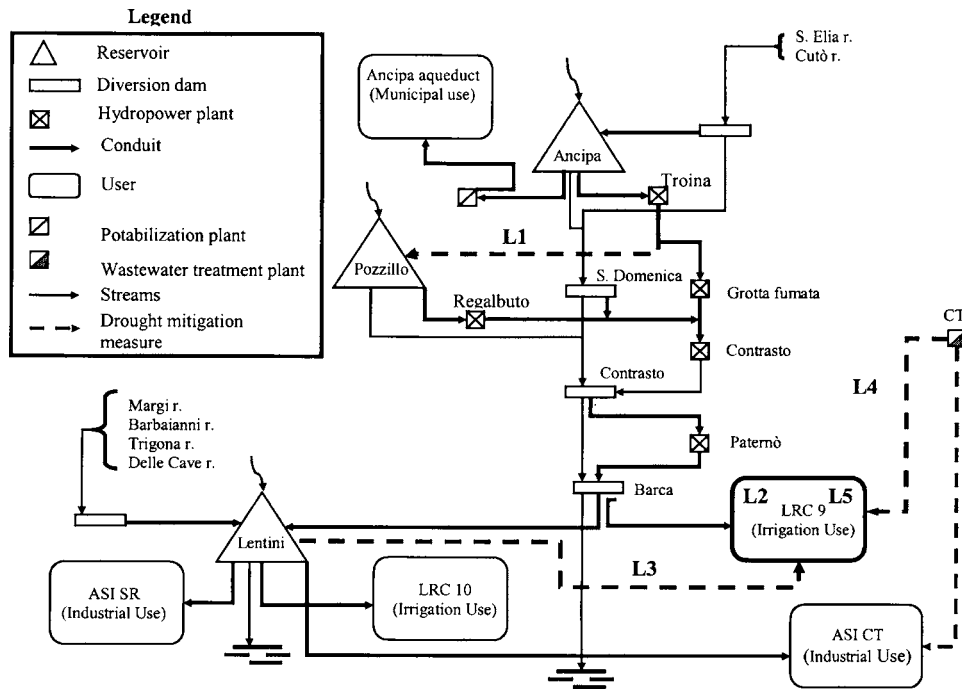 Legend
Reservoir
Diversion dam
Hydropower plant
Conduit
User
Potabilization plant
Wastewater treatment plant
Streams
Drought mitigation
measure
S. Elia r.
Cutò r.
Ancipa aqueduct
(Municipal use)
Ancipa
Troina
L1
Pozzillo
S. Domenica
Regalbuto
Grotta fumata
CT
Contrasto
Contrasto
L4
Margi r.
Barbaianni r.
Trigona r.
Delle Cave r.
Paternò
Barca
L2 L5
LRC 9
(Irrigation Use)
Lentini
L3
ASI SR
(Industrial Use)
LRC 10
(Irrigation Use)
ASI CT
(Industrial Use)